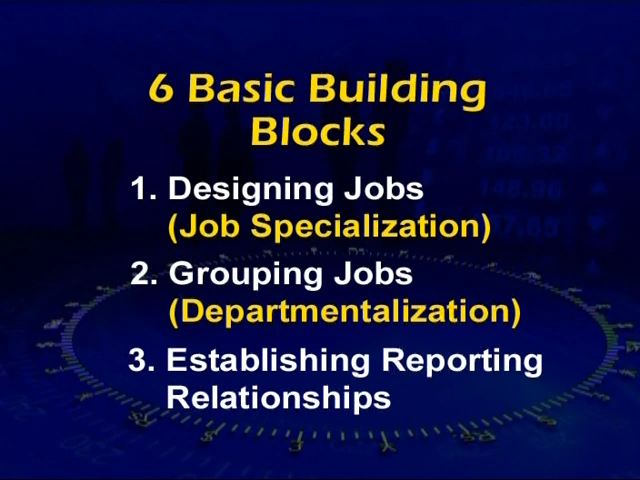 6 Basic Building
Blocks
1. Designing Jobs
(Job Specialization)
2. Grouping Jobs
(Departmentalization)
3. Establishing Reporting
Relationships